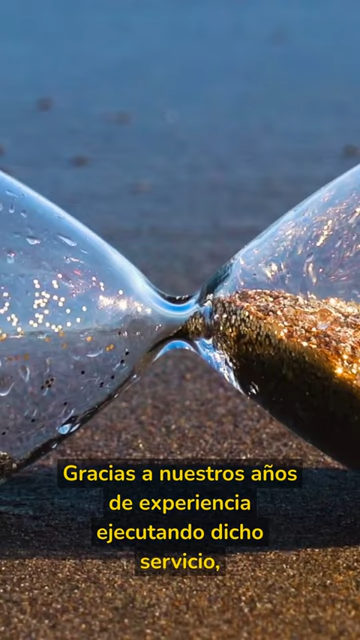 Gracias a nuestros años
de experiencia
ejecutando dicho
servicio,